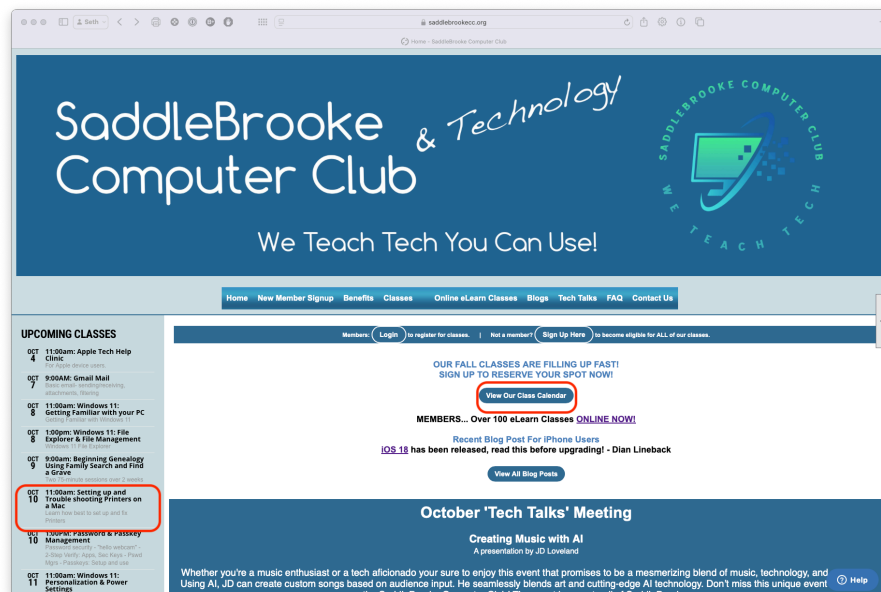 Seth
saddlebrookecc.org
Home - SaddleBrooke Computer Club
SaddleBrooke
& Technology
Computer Club
We Teach Tech You Can Use!
SADDLEBROOKE COMPUTER CLUB
WE TEACH TECH
Home New Member Signup Benefits Classes Online eLearn Classes Blogs Tech Talks FAQ Contact Us
UPCOMING CLASSES
OCT 4 11:00am: Apple Tech Help
Clinic
For Apple device users.
OCT 7 9:00AM: Gmail Mail
Basic email- sending/receiving,
attachments, filtering
OCT 8 11:00am: Windows 11:
Getting Familiar with your PC
Getting Familiar with Windows 11
OCT 8 1:00pm: Windows 11: File
Explorer & File Management
Windows 11 File Explorer
OCT 9 9:00am: Beginning Genealogy
Using Family Search and Find
a Grave
Two 75 minute sessions over 2 weeks
OCT 10 11:00am: Setting up and
Trouble shooting Printers on
a Mac
Learn how best to set up and fix
Printers
OCT 10 1:00PM: Password & Passkey
Management
Password security - "hello webcam" -
2-Step Verify: Apps, Sec Keys - Pswd
Mgrs - Passkeys: Setup and use
OCT 11 11:00am: Windows 11:
Personalization & Power
Settings
Members: Login to register for classes. | Not a member? Sign Up Here to become eligible for ALL of our classes.
OUR FALL CLASSES ARE FILLING UP FAST!
SIGN UP TO RESERVE YOUR SPOT NOW!
View Our Class Calendar
MEMBERS... Over 100 eLearn Classes ONLINE NOW!
Recent Blog Post For iPhone Users
iOS 18 has been released, read this before upgrading! - Dian Lineback
View All Blog Posts
October 'Tech Talks' Meeting
Creating Music with AI
A presentation by JD Loveland
Whether you're a music enthusiast or a tech aficionado your sure to enjoy this event that promises to be a mesmerizing blend of music, technology, and
Using AI, JD can create custom songs based on audience input. He seamlessly blends art and cutting-edge AI technology. Don't miss this unique event
Help